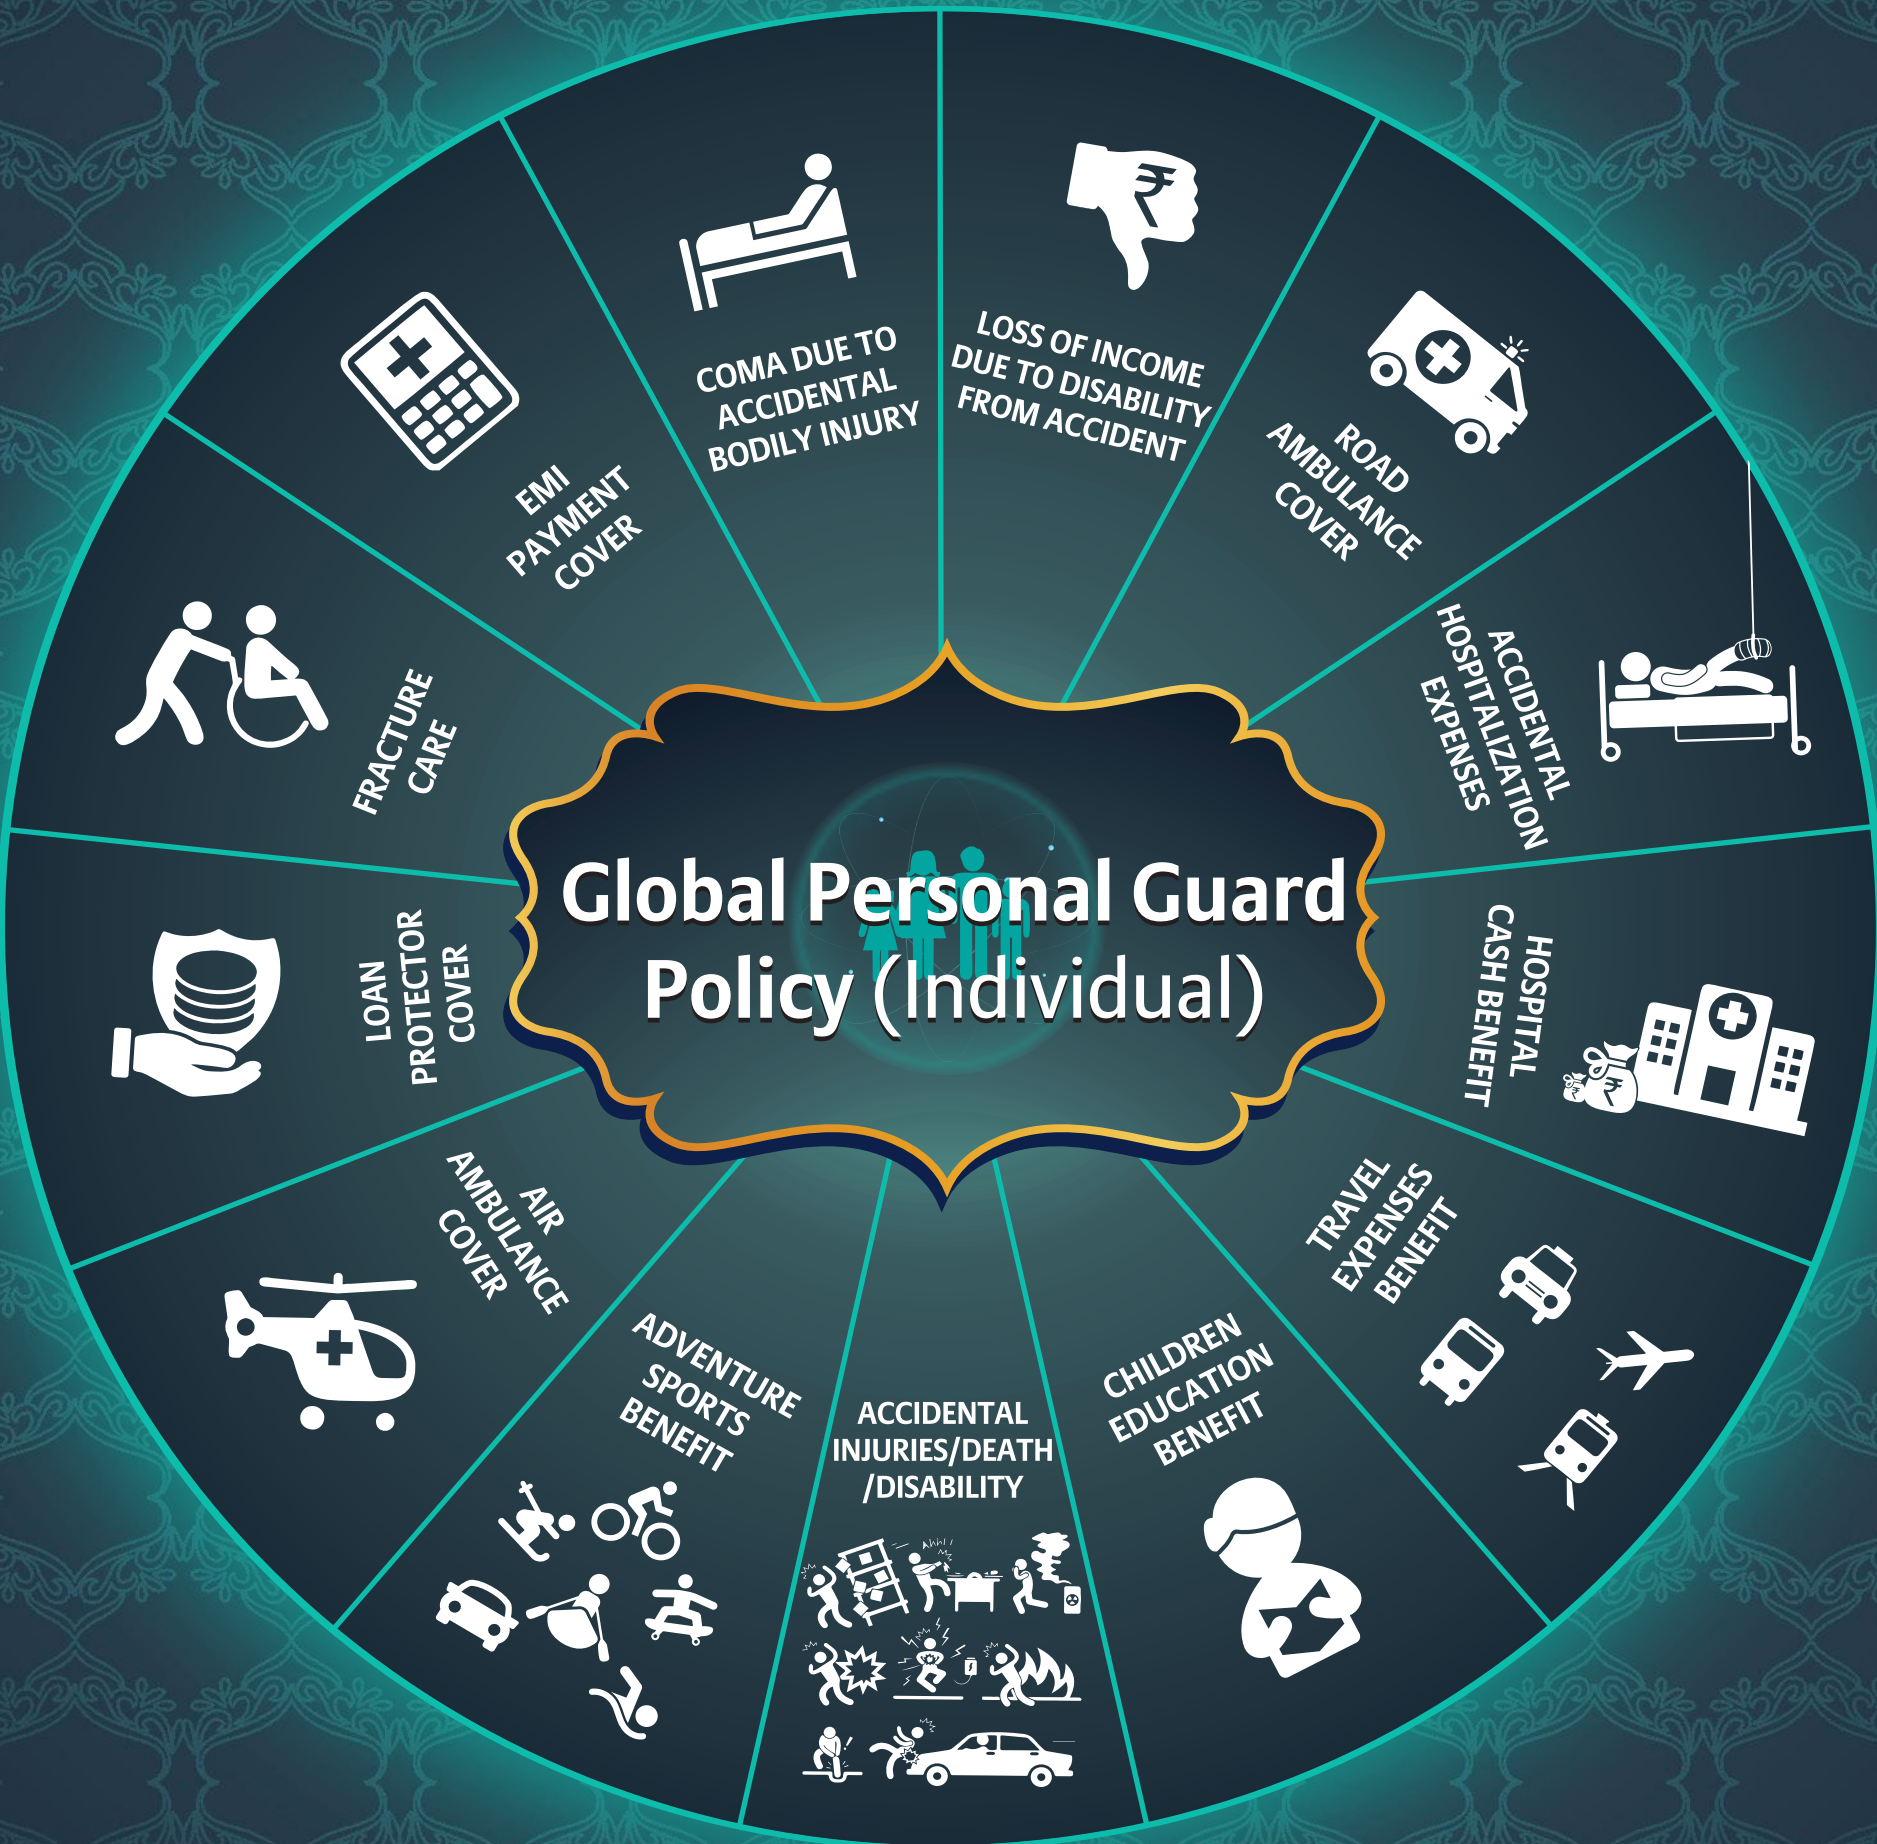 Global Personal Guard
Policy (Individual)
LOSS OF INCOME
DUE TO DISABILITY
FROM ACCIDENT
ROAD
AMBULANCE
COVER
ACCIDENTAL
HOSPITALIZATION
EXPENSES
HOSPITAL
CASH BENEFIT
TRAVEL
EXPENSES
BENEFIT
CHILDREN
EDUCATION
BENEFIT
ACCIDENTAL
INJURIES/DEATH
/DISABILITY
ADVENTURE
SPORTS
BENEFIT
AIR
AMBULANCE
COVER
LOAN
PROTECTOR
COVER
FRACTURE
CARE
EMI
PAYMENT
COVER
COMA DUE TO
ACCIDENTAL
BODILY INJURY